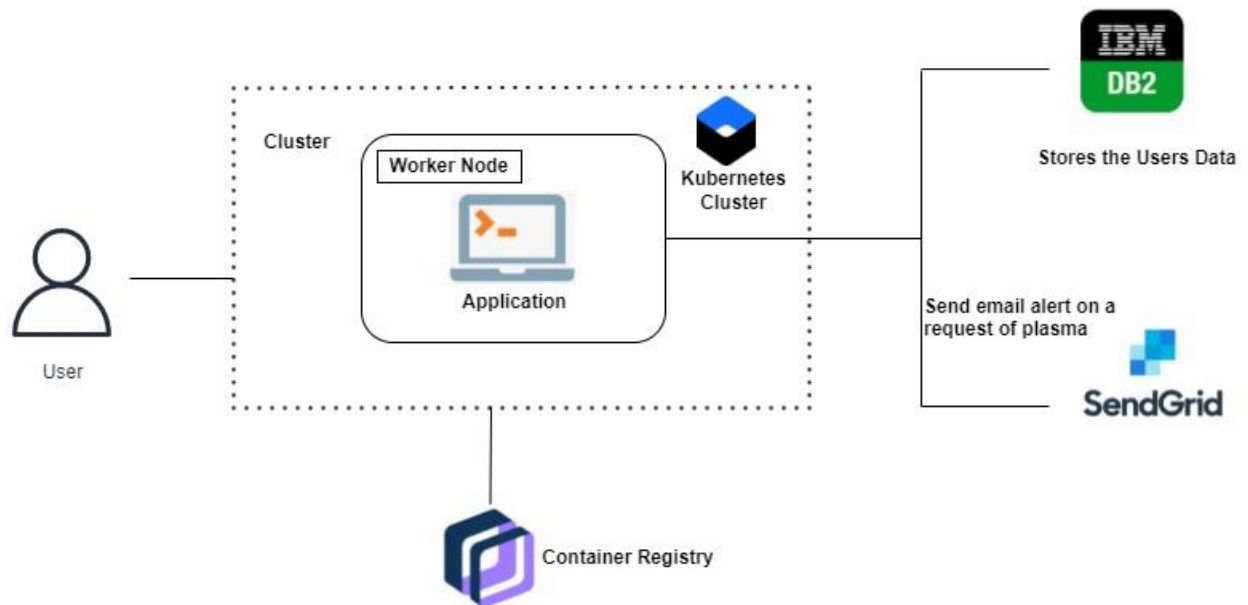 IBM
DB2
Stores the Users Data
Cluster
Worker Node
Kubernetes
Cluster
Application
User
Send email alert on a
request of plasma
SendGrid
Container Registry